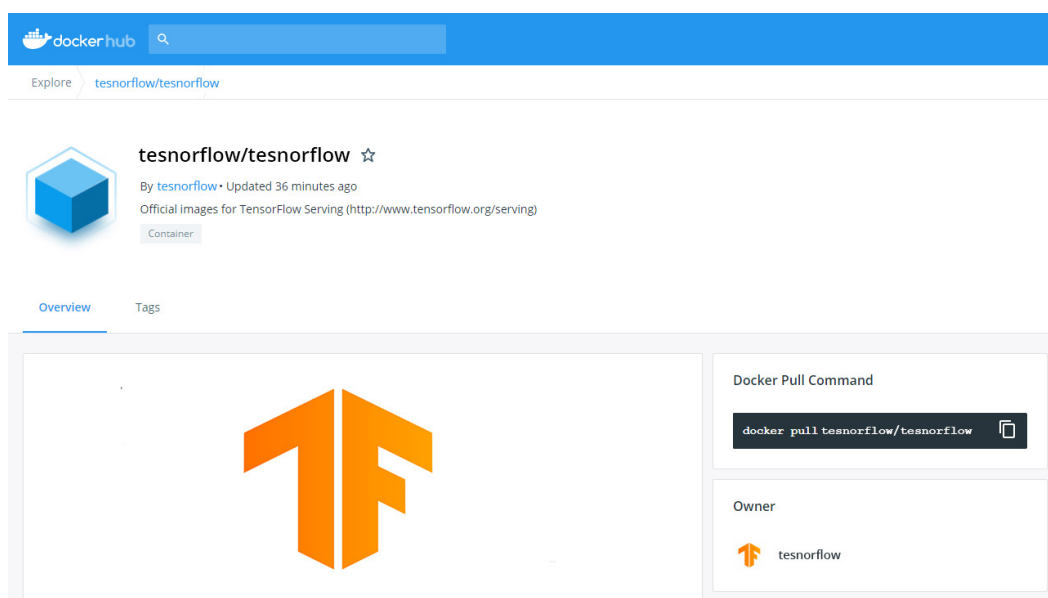 dockerhub
Explore tesnorflow/tesnorflow
tesnorflow/tesnorflow
By tesnorflow • Updated 36 minutes ago
Official images for TensorFlow Serving (http://www.tensorflow.org/serving)
Container
Overview Tags
Docker Pull Command
docker pull tesnorflow/tesnorflow
Owner
tesnorflow